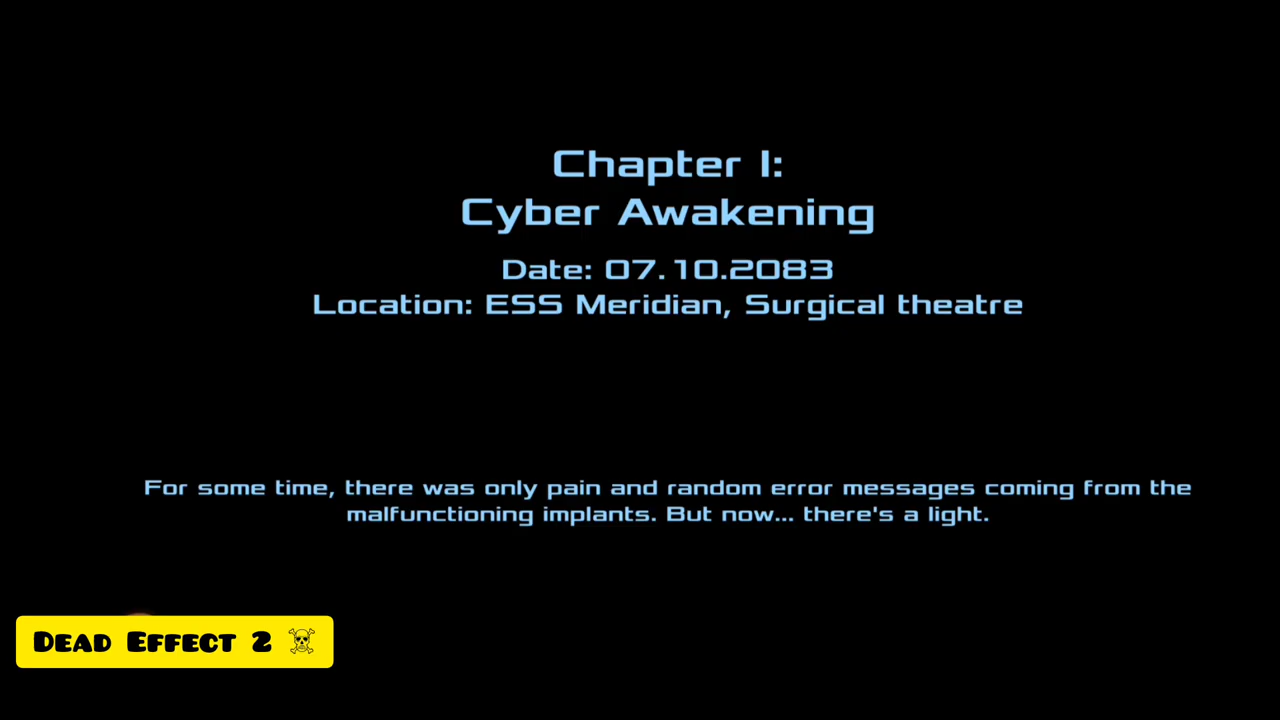 Chapter I:
Cyber Awakening
Date: 07.10.2083
Location: ESS Meridian, Surgical theatre
For some time, there was only pain and random error messages coming from the
malfunctioning implants. But now... there's a light.
Dead Effect 2 ☠